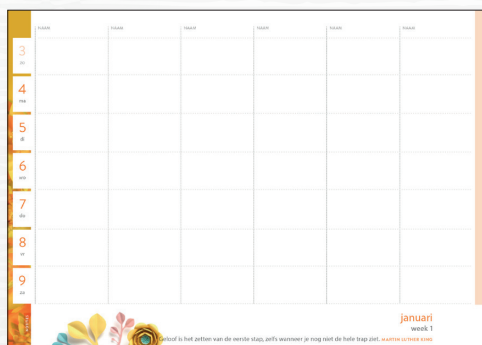 NAAM NAAM NAAM NAAM NAAM NAAM
3
zo
4
ma
5
di
6
wo
7
do
8
vr
9
za
januari
week 1
Geloof is het zetten van de eerste stap, zelfs wanneer je nog niet de hele trap ziet. MARTIN LUTHER KING